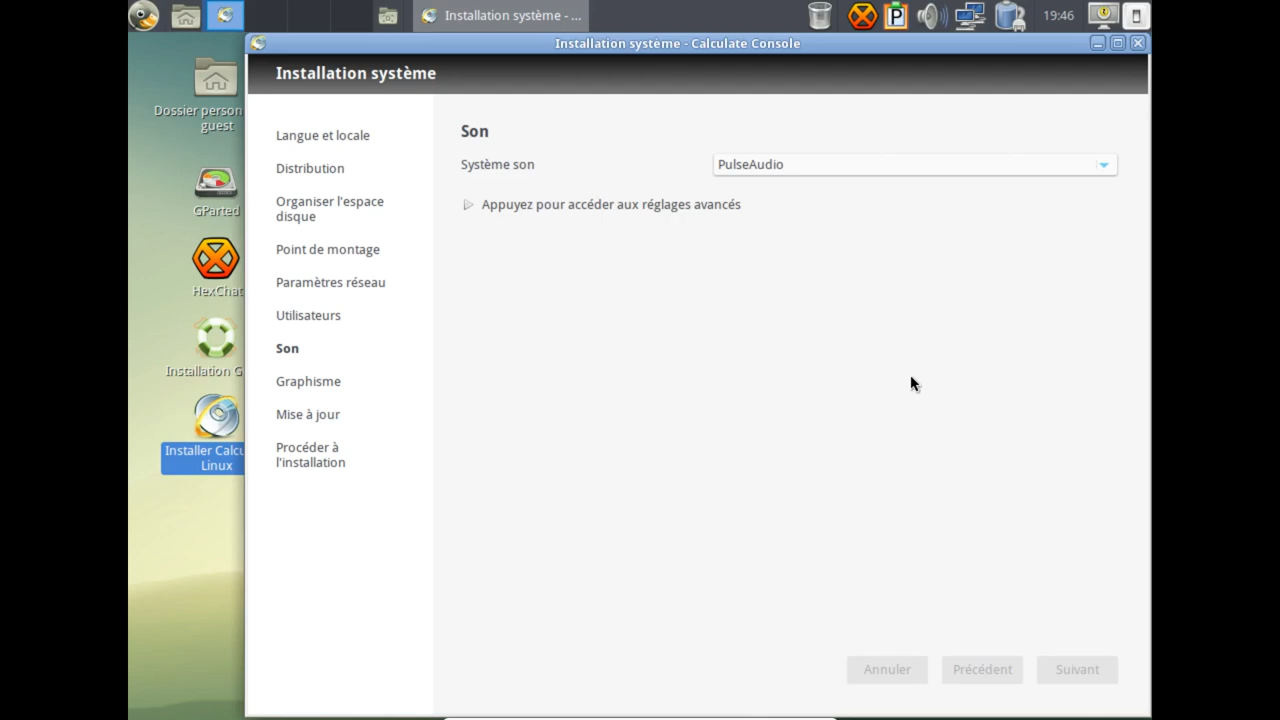 Installation système - ...
P
19:46
Installation système - Calculate Console
Installation système
Dossier person
guest
GParted
HexChat
Installation G
Installer Calcu
Linux
Langue et locale
Distribution
Organiser l'espace
disque
Point de montage
Paramètres réseau
Utilisateurs
Son
Graphisme
Mise à jour
Procéder à
l'installation
Son
Système son
PulseAudio
Appuyez pour accéder aux réglages avancés
Annuler
Précédent
Suivant